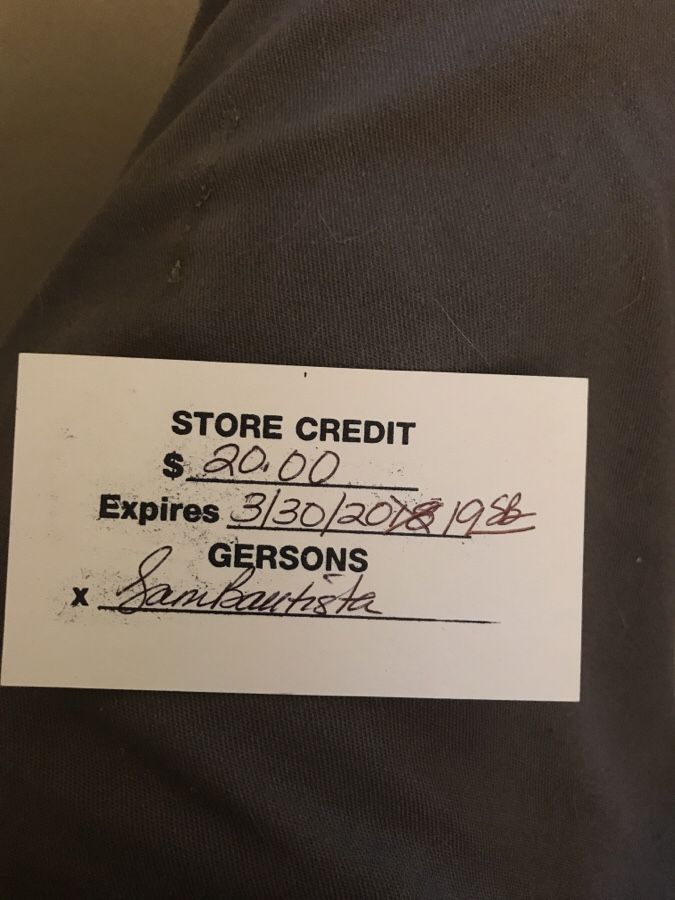 STORE CREDIT
$ 20.00
Expires 3/30/2018 19 SB
GERSONS
x Sam Bautista